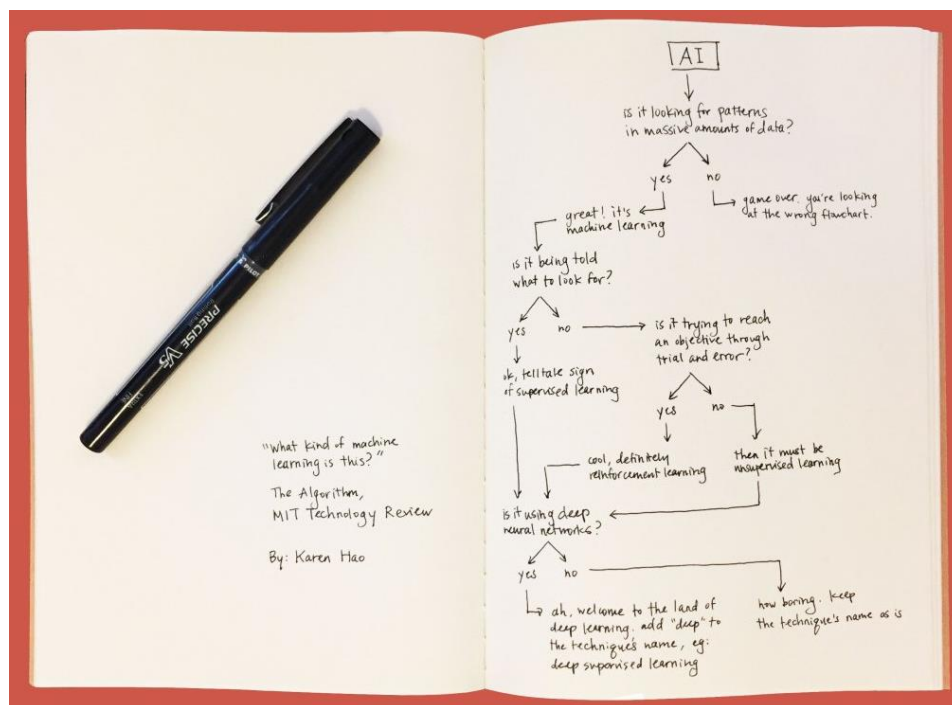 PILOT
PRECISE V5
Rolling Ball
EXTRA
FINE
"What kind of machine
learning is this?"
The Algorithm,
MIT Technology Review
By: Karen Hao
AI
is it looking for patterns
in massive amounts of data?
yes no
great! it's
machine learning
game over. you're looking
at the wrong flowchart.
is it being told
what to look for?
yes no
is it trying to reach
an objective through
trial and error?
ok, telltale sign
of supervised learning
yes no
cool, definitely
reinforcement learning
then it must be
unsupervised learning
is it using deep
neural networks?
yes no
ah, welcome to the land of
deep learning. add "deep" to
the technique's name, eg:
deep supervised learning
how boring. keep
the technique's name as is